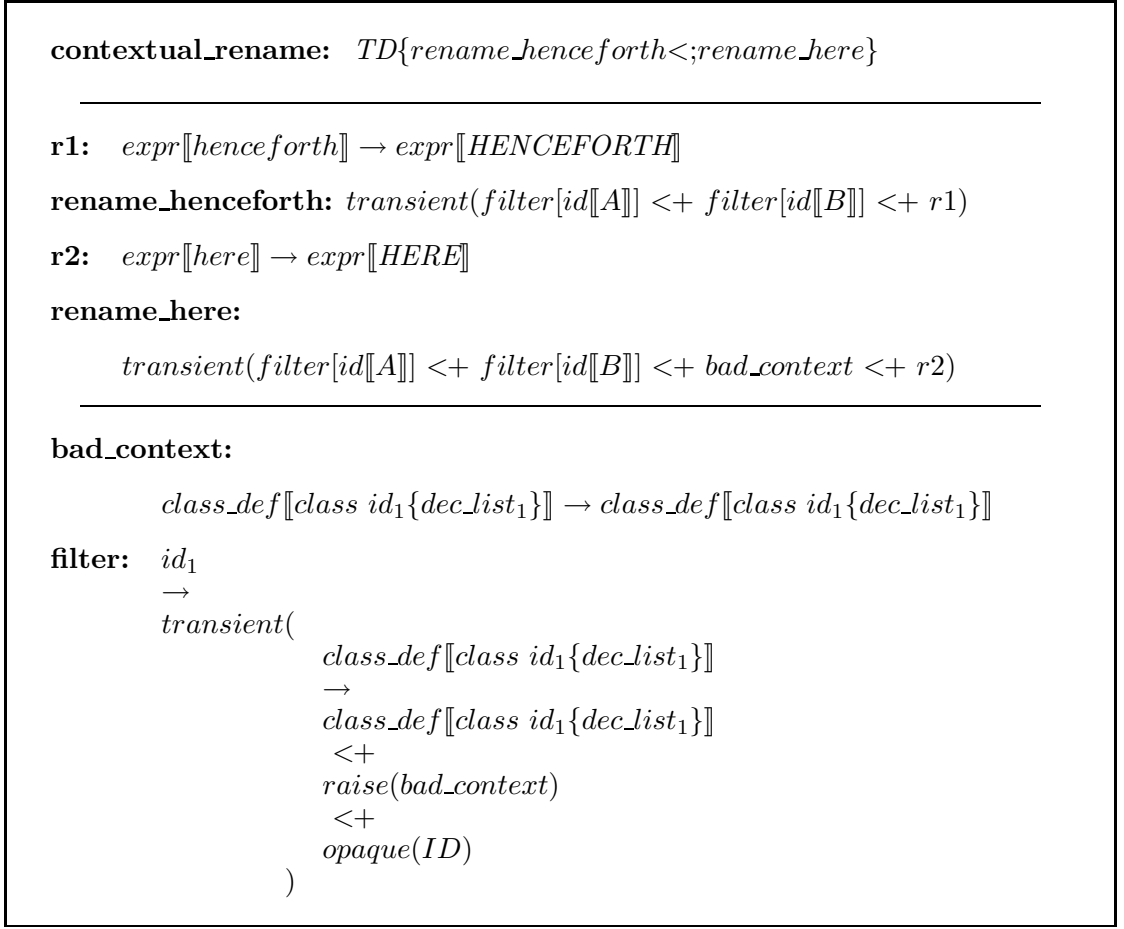 contextual_rename: TD{rename_henceforth<;rename_here}
r1: expr⟦henceforth⟧ → expr⟦HENCEFORTH⟧
rename_henceforth: transient(filter[id⟦A⟧] <+ filter[id⟦B⟧] <+ r1)
r2: expr⟦here⟧ → expr⟦HERE⟧
rename_here:
transient(filter[id⟦A⟧] <+ filter[id⟦B⟧] <+ bad_context <+ r2)
bad_context:
class_def⟦class id₁{dec_list₁}⟧ → class_def⟦class id₁{dec_list₁}⟧
filter: id₁
→
transient(
class_def⟦class id₁{dec_list₁}⟧
→
class_def⟦class id₁{dec_list₁}⟧
<+
raise(bad_context)
<+
opaque(ID)
)